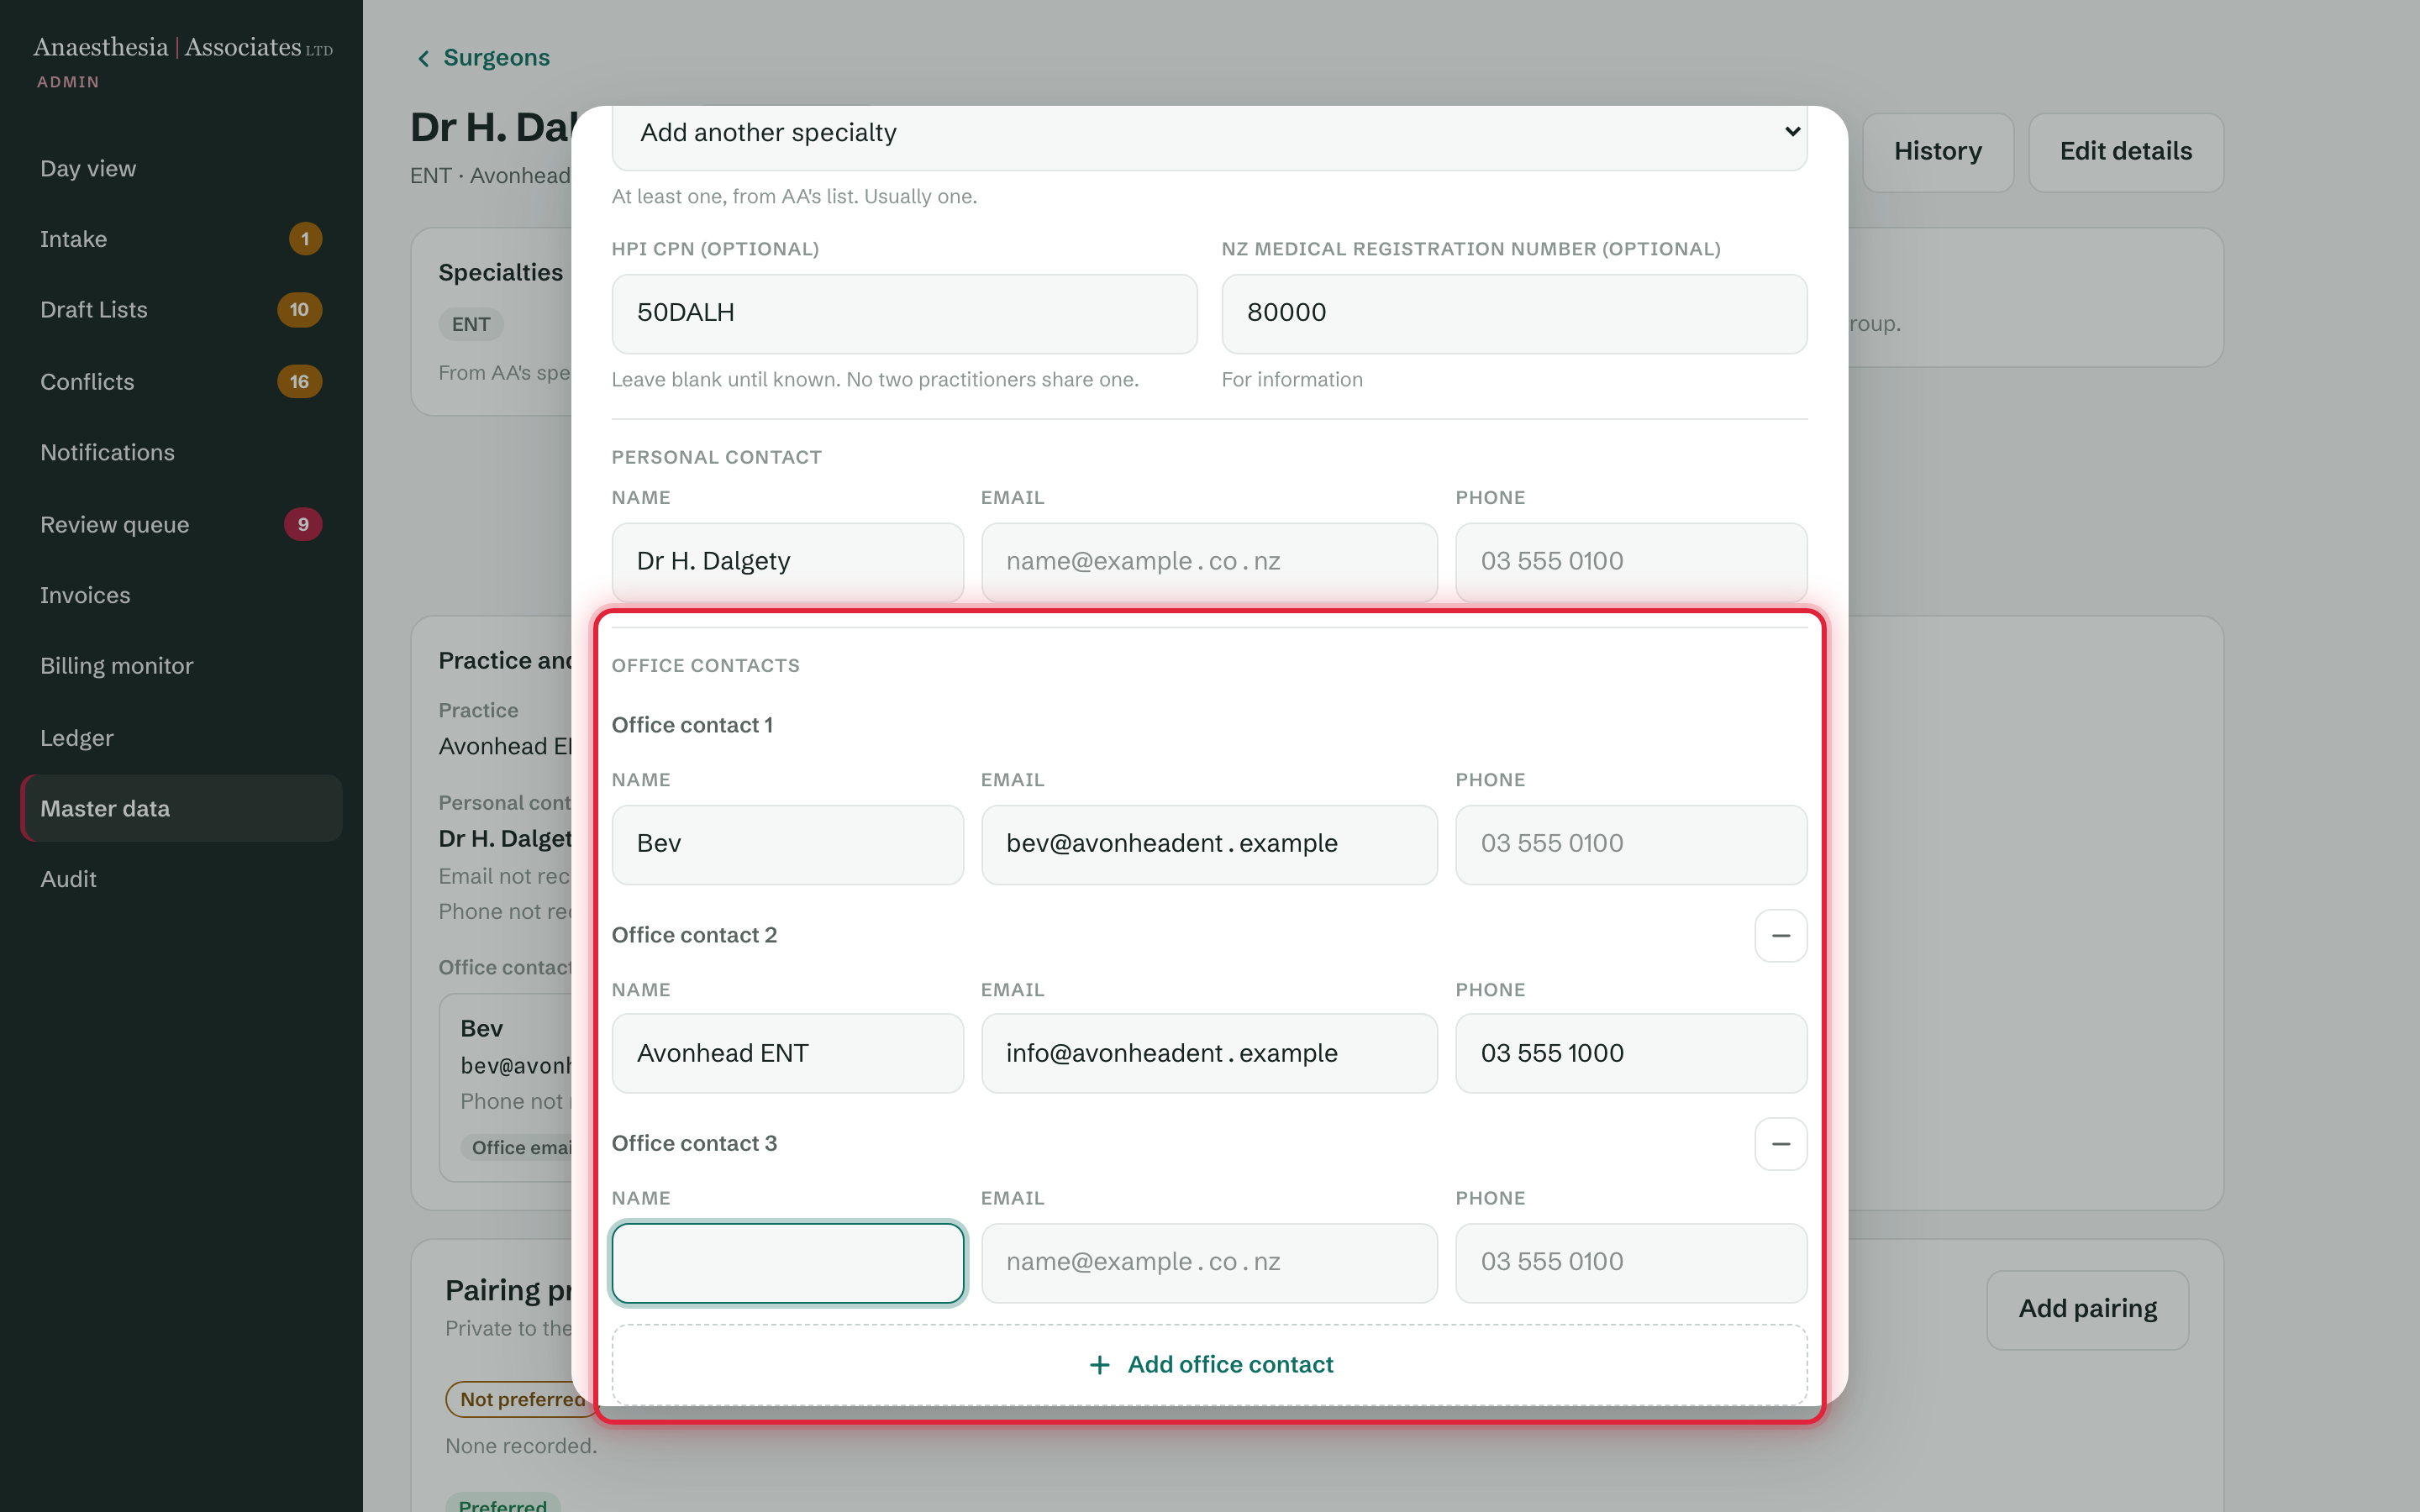 Anaesthesia | Associates LTD
ADMIN
Day view
Intake 1
Draft Lists 10
Conflicts 16
Notifications
Review queue 9
Invoices
Billing monitor
Ledger
Master data
Audit
Surgeons
Dr H. Dal
ENT · Avonhead
History
Edit details
Specialties
ENT
From AA's spe
roup.
Practice and
Practice
Avonhead E
Personal cont
Dr H. Dalget
Email not rec
Phone not rec
Office contact
Bev
bev@avonh
Phone not
Office emai
Pairing pr
Private to the
Add pairing
Not preferred
None recorded.
Preferred
Add another specialty
At least one, from AA's list. Usually one.
HPI CPN (OPTIONAL)
NZ MEDICAL REGISTRATION NUMBER (OPTIONAL)
50DALH
80000
Leave blank until known. No two practitioners share one.
For information
PERSONAL CONTACT
NAME EMAIL PHONE
Dr H. Dalgety name@example.co.nz 03 555 0100
OFFICE CONTACTS
Office contact 1
NAME EMAIL PHONE
Bev bev@avonheadent.example 03 555 0100
Office contact 2
NAME EMAIL PHONE
Avonhead ENT info@avonheadent.example 03 555 1000
Office contact 3
NAME EMAIL PHONE
name@example.co.nz 03 555 0100
+ Add office contact